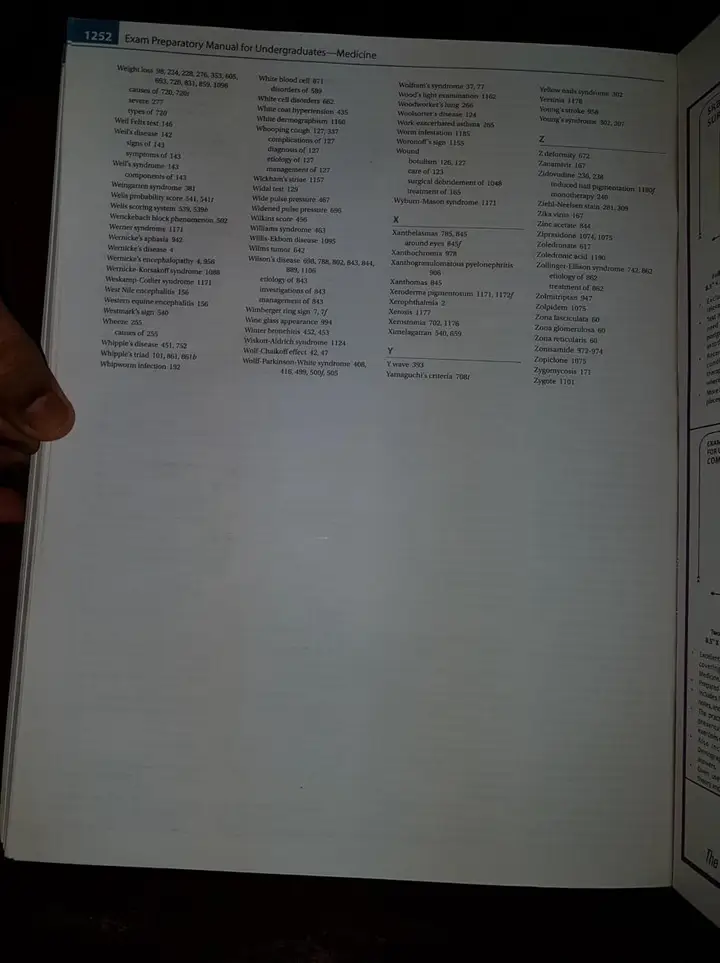 1252 Exam Preparatory Manual for Undergraduates—Medicine
Weight loss 98, 224, 228, 276, 353, 605,
663, 720, 831, 859, 1096
causes of 720, 720t
severe 277
types of 720
Weil Felix test 146
Weil's disease 142
signs of 143
symptoms of 143
Weil's syndrome 143
components of 143
Weingarten syndrome 381
Wells probability score 541, 541t
Wells scoring system 539, 539t
Wenckebach block phenomenon 502
Werner syndrome 1171
Wernicke's aphasia 942
Wernicke's disease 4
Wernicke's encephalopathy 4, 958
Wernicke-Korsakoff syndrome 1088
Weskamp-Cother syndrome 1171
West Nile encephalitis 156
Western equine encephalitis 156
Westmark's sign 540
Wheeze 255
causes of 255
Whipple's disease 451, 752
Whipple's triad 101, 861, 861b
Whipworm infection 192
White blood cell 871
disorders of 589
White cell disorders 602
White coat hypertension 435
White dermographism 1168
Whooping cough 127, 337
complications of 127
diagnosis of 127
etiology of 127
management of 127
Wickham's striae 1157
Widal test 129
Wide pulse pressure 467
Widened pulse pressure 696
Wilkins score 456
Williams syndrome 463
Willis-Ekbom disease 1095
Wilms tumor 642
Wilson's disease 698, 788, 802, 843, 844,
889, 1106
etiology of 843
investigations of 843
management of 843
Wimberger ring sign 7, 7f
Wine glass appearance 994
Winter bronchitis 452, 453
Wiskott-Aldrich syndrome 1124
Wolf-Chaikoff effect 42, 47
Wolff-Parkinson-White syndrome 408,
416, 499, 500f, 505
Wolfram's syndrome 37, 77
Wood's light examination 1162
Woodworker's lung 266
Woolsorter's disease 124
Work exacerbated asthma 265
Worm infestation 1185
Woronoff's sign 1155
Wound
botulism 126, 127
care of 123
surgical debridement of 1048
treatment of 165
Wyburn-Mason syndrome 1171
X
Xanthelasmas 785, 845
around eyes 845f
Xanthochromia 978
Xanthogranulomatous pyelonephritis
986
Xanthomas 845
Xeroderma pigmentorum 1171, 1172f
Xerophthalmia 2
Xerosis 1177
Xerostomia 702, 1176
Ximelagatran 540, 659
Y
Y wave 393
Yamaguchi's criteria 708t
Yellow nails syndrome 302
Yersinia 1178
Young's stroke 958
Young's syndrome 302, 307
Z
Z deformity 672
Zanamivir 167
Zidovudine 236, 238
induced nail pigmentation 1180f
monotherapy 240
Ziehl-Neelsen stain 281, 309
Zika virus 167
Zinc acetate 844
Ziprasidone 1074, 1075
Zoledronate 617
Zoledronic acid 1190
Zollinger-Ellison syndrome 742, 862
etiology of 862
treatment of 862
Zolmitriptan 947
Zolpidem 1075
Zona fasciculata 60
Zona glomerulosa 60
Zona reticularis 60
Zonisamide 972-974
Zopiclone 1075
Zygomycosis 171
Zygote 1101